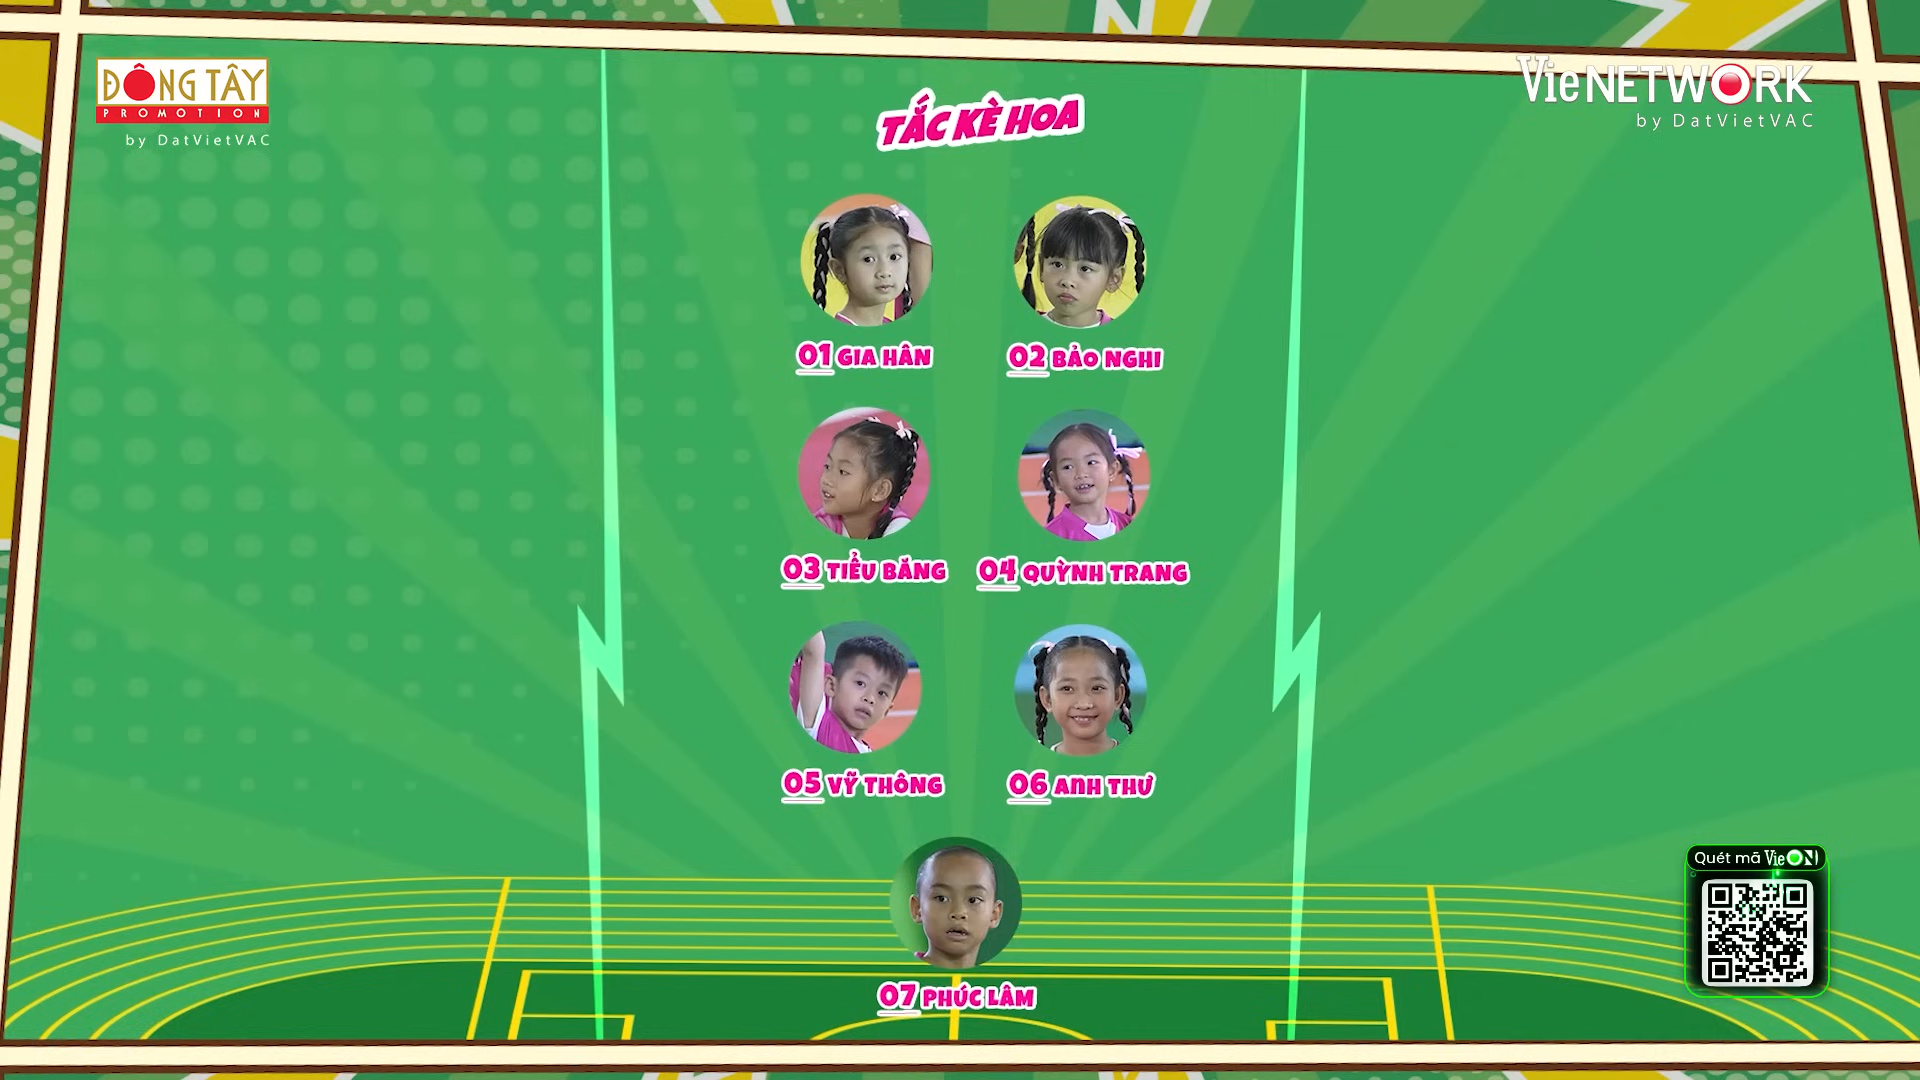 N
ĐÔNG TÂY
PROMOTION
by DatVietVAC
VieNETWORK
by DatVietVAC
TẮC KÈ HOA
01 GIA HÂN
02 BẢO NGHI
03 TIỂU BĂNG
04 QUỲNH TRANG
05 VỸ THÔNG
06 ANH THƯ
07 PHÚC LÂM
Quét mã VieON